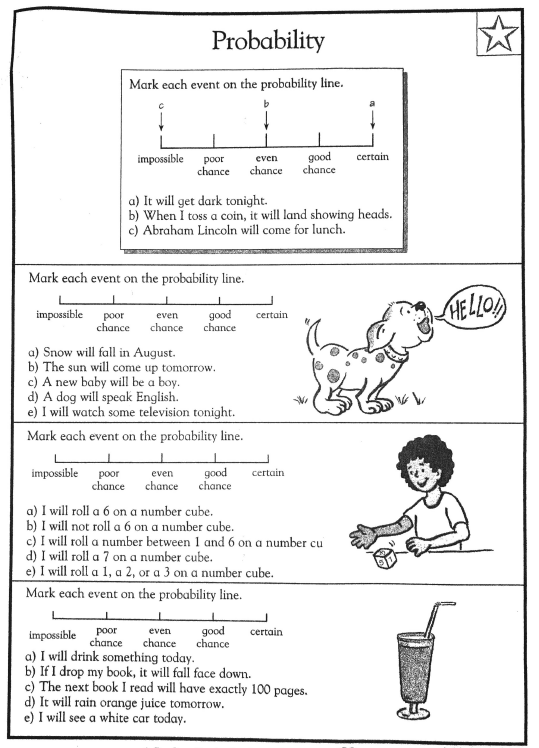 Probability
Mark each event on the probability line.
c b a
impossible poor chance even chance good chance certain
a) It will get dark tonight.
b) When I toss a coin, it will land showing heads.
c) Abraham Lincoln will come for lunch.
Mark each event on the probability line.
impossible poor chance even chance good chance certain
HELLO!!
a) Snow will fall in August.
b) The sun will come up tomorrow.
c) A new baby will be a boy.
d) A dog will speak English.
e) I will watch some television tonight.
Mark each event on the probability line.
impossible poor chance even chance good chance certain
a) I will roll a 6 on a number cube.
b) I will not roll a 6 on a number cube.
c) I will roll a number between 1 and 6 on a number cu
d) I will roll a 7 on a number cube.
e) I will roll a 1, a 2, or a 3 on a number cube.
Mark each event on the probability line.
impossible poor chance even chance good chance certain
a) I will drink something today.
b) If I drop my book, it will fall face down.
c) The next book I read will have exactly 100 pages.
d) It will rain orange juice tomorrow.
e) I will see a white car today.